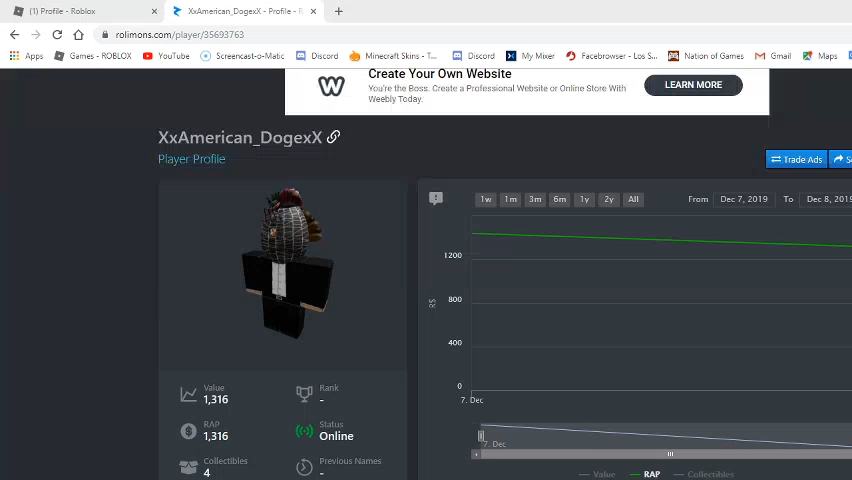 (1) Profile - Roblox
XxAmerican_DogexX - Profile - R
rolimons.com/player/35693763
Apps
Games - ROBLOX
YouTube
Screencast-o-Matic
Discord
Minecraft Skins - T...
Discord
My Mixer
Facebrowser - Los S...
Nation of Games
Gmail
Maps
W
Create Your Own Website
You're the Boss. Create a Professional Website or Online Store With
Weebly Today.
LEARN MORE
XxAmerican_DogexX
Player Profile
Trade Ads
1w 1m 3m 6m 1y 2y All
From Dec 7, 2019 To Dec 8, 2019
1200
800
400
0
R$
7. Dec
7. Dec
Value RAP Collectibles
Value
1,316
Rank
-
RAP
1,316
Status
Online
Collectibles
4
Previous Names
-